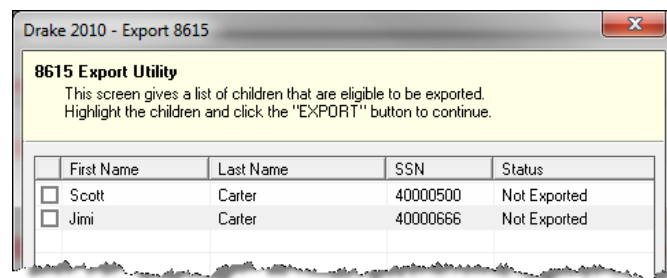 Drake 2010 - Export 8615
8615 Export Utility
This screen gives a list of children that are eligible to be exported.
Highlight the children and click the "EXPORT" button to continue.
First Name Last Name SSN Status
Scott Carter 40000500 Not Exported
Jimi Carter 40000666 Not Exported